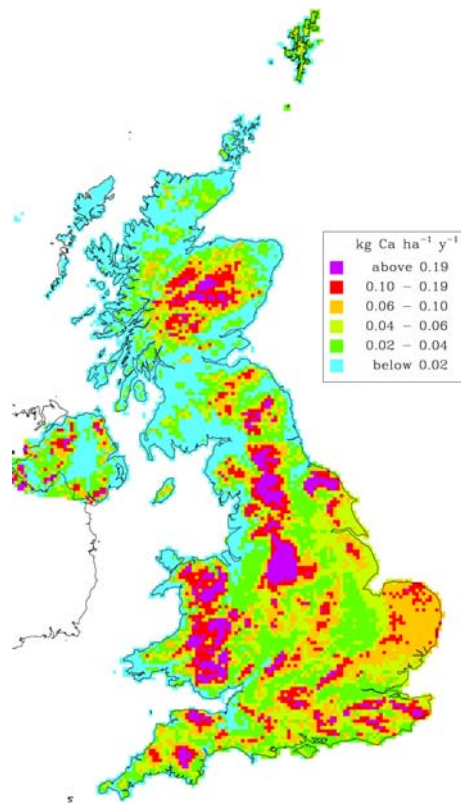 kg Ca ha⁻¹ y⁻¹
above 0.19
0.10 – 0.19
0.06 – 0.10
0.04 – 0.06
0.02 – 0.04
below 0.02